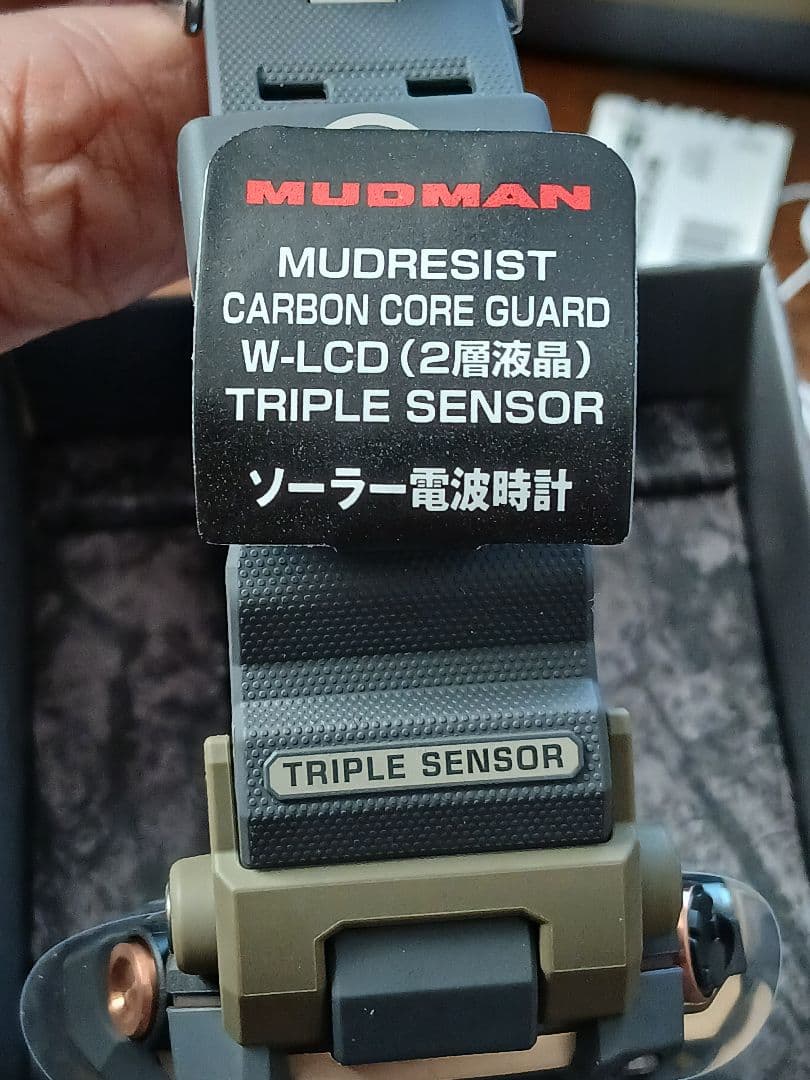 MUDMAN
MUDRESIST
CARBON CORE GUARD
W-LCD（2層液晶）
TRIPLE SENSOR
ソーラー電波時計
TRIPLE SENSOR